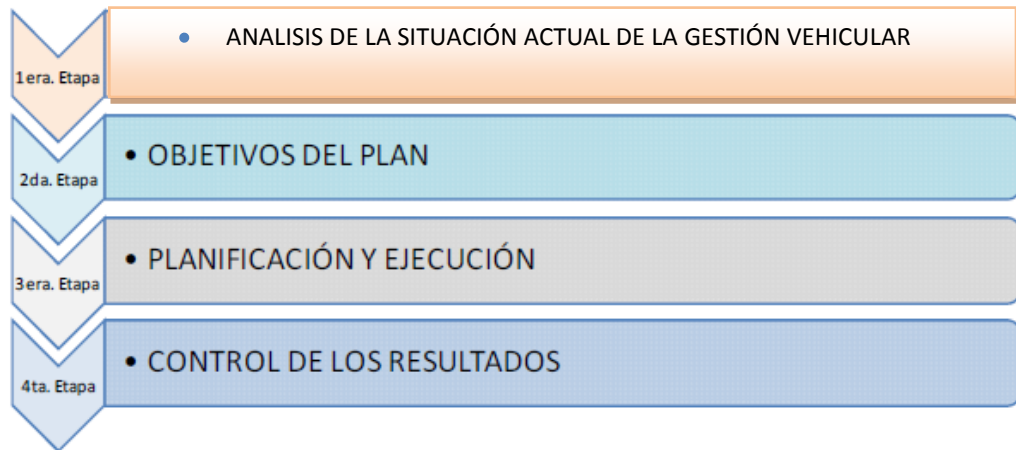 1era. Etapa
• ANALISIS DE LA SITUACIÓN ACTUAL DE LA GESTIÓN VEHICULAR
2da. Etapa
• OBJETIVOS DEL PLAN
3era. Etapa
• PLANIFICACIÓN Y EJECUCIÓN
4ta. Etapa
• CONTROL DE LOS RESULTADOS